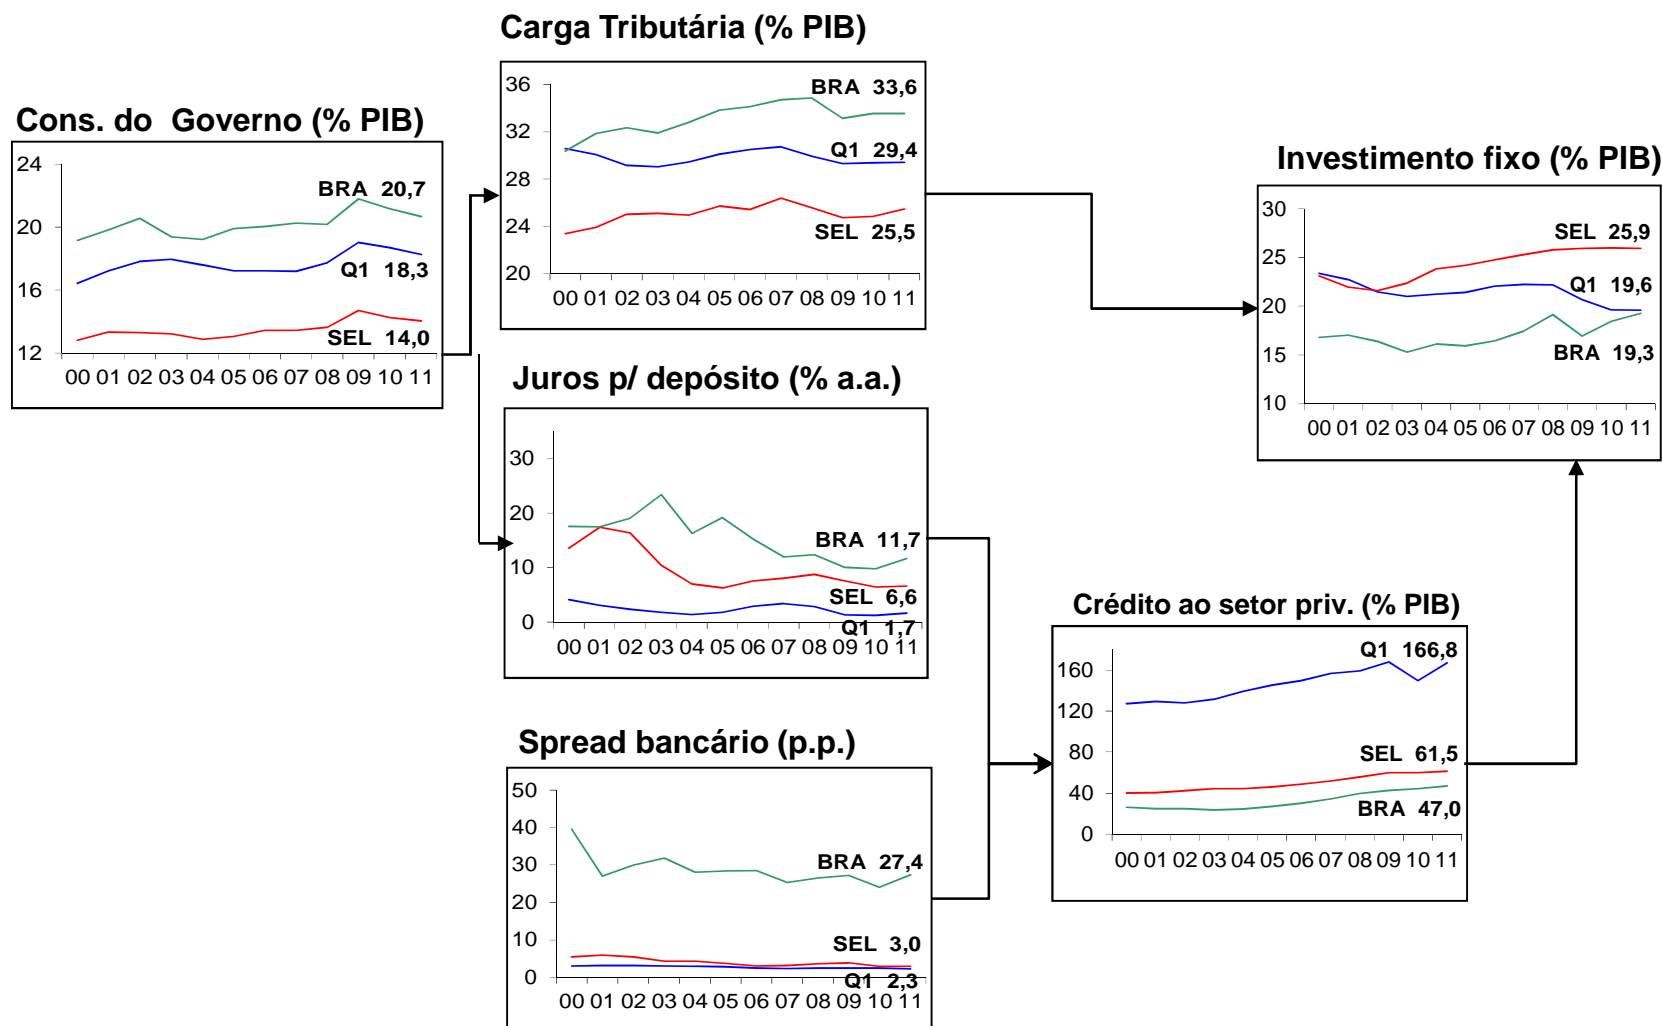 Carga Tributária (% PIB)
36
32
28
24
20
BRA 33,6
Q1 29,4
SEL 25,5
00 01 02 03 04 05 06 07 08 09 10 11
Cons. do Governo (% PIB)
24
20
16
12
BRA 20,7
Q1 18,3
SEL 14,0
00 01 02 03 04 05 06 07 08 09 10 11
Investimento fixo (% PIB)
30
25
20
15
10
SEL 25,9
Q1 19,6
BRA 19,3
00 01 02 03 04 05 06 07 08 09 10 11
Juros p/ depósito (% a.a.)
30
20
10
0
BRA 11,7
SEL 6,6
Q1 1,7
00 01 02 03 04 05 06 07 08 09 10 11
Crédito ao setor priv. (% PIB)
160
120
80
40
0
Q1 166,8
SEL 61,5
BRA 47,0
00 01 02 03 04 05 06 07 08 09 10 11
Spread bancário (p.p.)
50
40
30
20
10
0
BRA 27,4
SEL 3,0
Q1 2,3
00 01 02 03 04 05 06 07 08 09 10 11